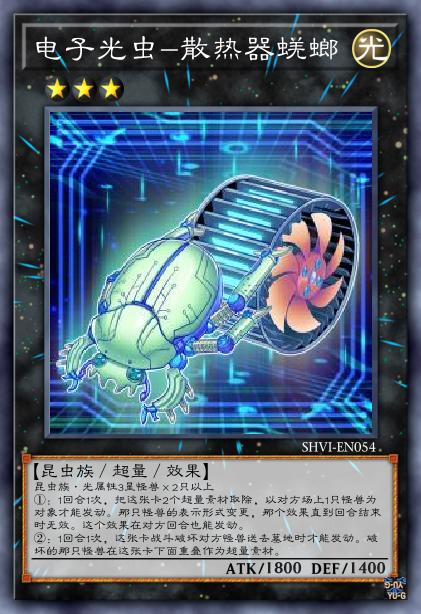 电子光虫-散热器蜣螂
光
SHVI-EN054
【昆虫族/超量/效果】
昆虫族·光属性3星怪兽×2只以上
①：1回合1次，把这张卡2个超量素材取除，以对方场上1只怪兽为
对象才能发动。那只怪兽的表示形式变更，那个效果直到回合结束
时无效。这个效果在对方回合也能发动。
②：1回合1次，这张卡战斗破坏对方怪兽送去墓地时才能发动。破
坏的那只怪兽在这张卡下面重叠作为超量素材。
ATK/1800 DEF/1400